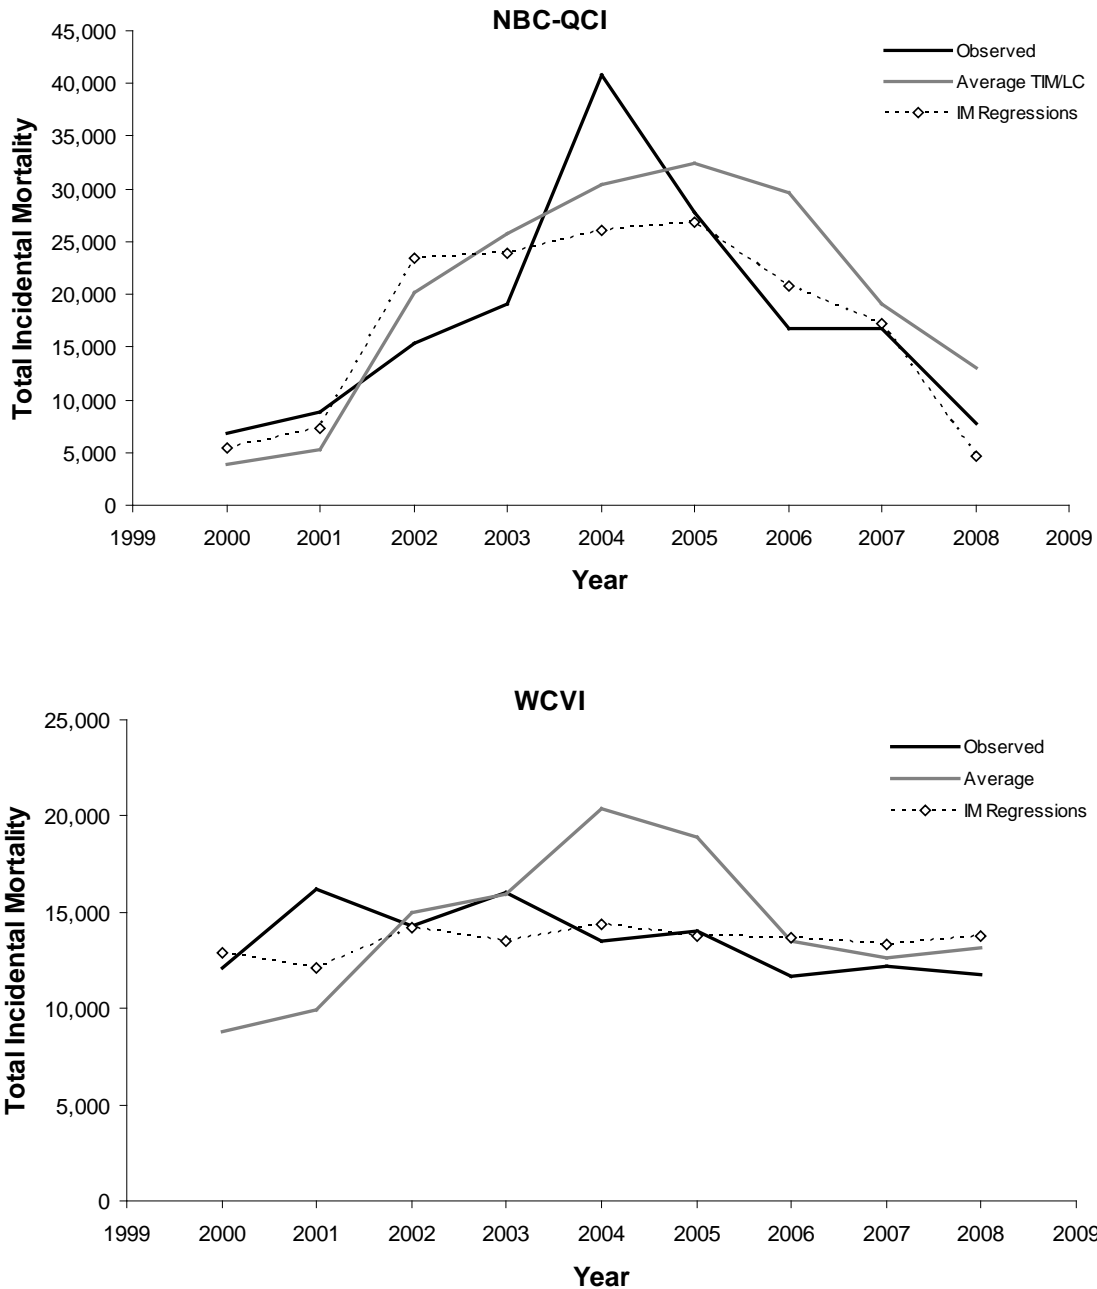 NBC-QCI
45,000
40,000
35,000
30,000
25,000
20,000
15,000
10,000
5,000
0
Total Incidental Mortality
Observed
Average TIM/LC
IM Regressions
1999 2000 2001 2002 2003 2004 2005 2006 2007 2008 2009
Year
WCVI
25,000
20,000
15,000
10,000
5,000
0
Total Incidental Mortality
Observed
Average
IM Regressions
1999 2000 2001 2002 2003 2004 2005 2006 2007 2008 2009
Year